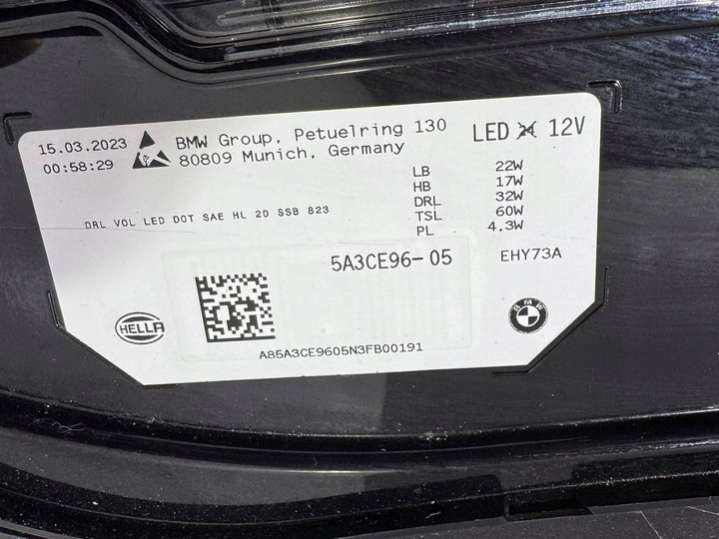 15.03.2023
00:58:29
BMW Group, Petuelring 130
80809 Munich, Germany
LED 12V
LB 22W
HB 17W
DRL 32W
TSL 60W
PL 4.3W
DRL VOL LED DOT SAE HL 2D SSB B23
5A3CE96-05
EHY73A
HELLA
BMW
A85A3CE9605N3FB00191